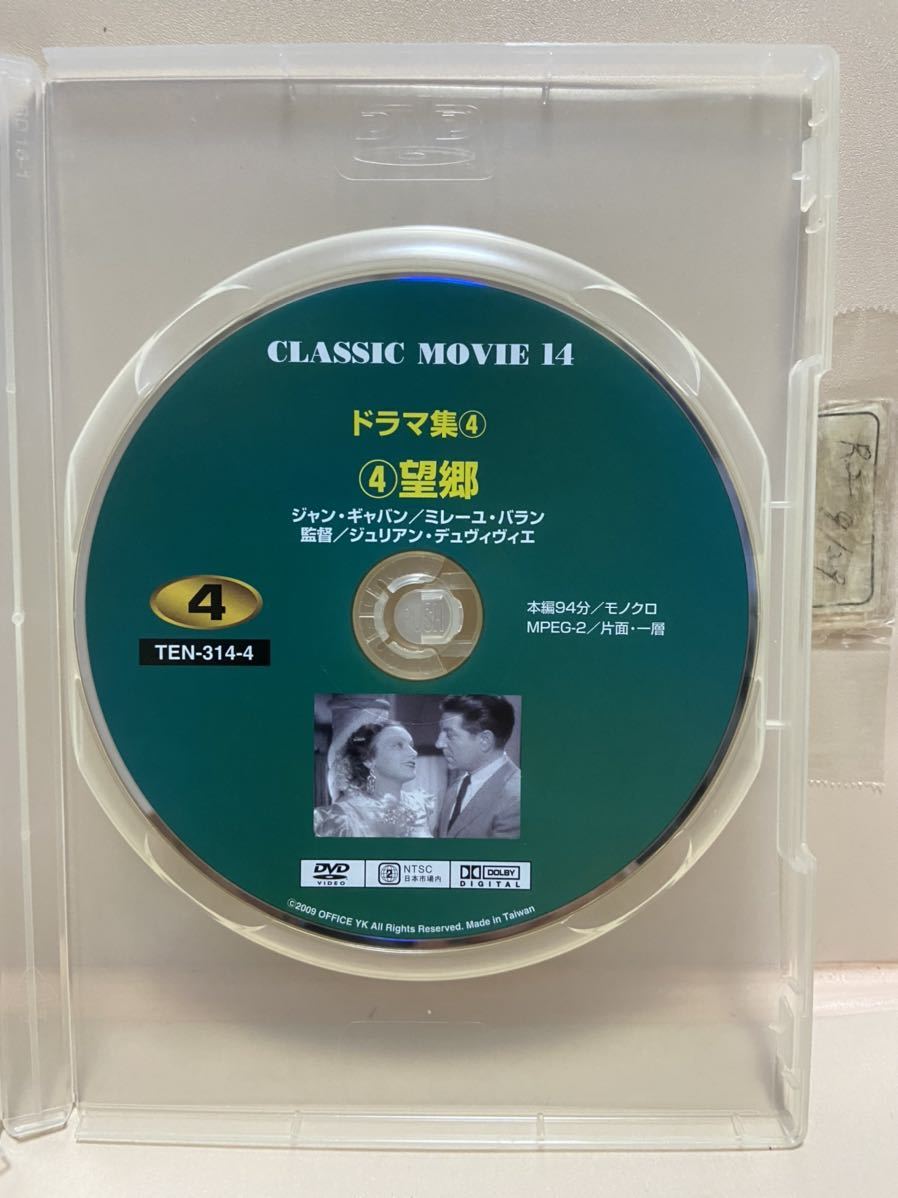 DVD
CLASSIC MOVIE 14
ドラマ集④
④望郷
ジャン・ギャバン／ミレーユ・バラン
監督／ジュリアン・デュヴィヴィエ
4
TEN-314-4
本編94分／モノクロ
MPEG-2／片面・一層
PUSH
DVD
VIDEO
2
NTSC
日本市場内
DOLBY
DIGITAL
©2009 OFFICE YK All Rights Reserved. Made in Taiwan